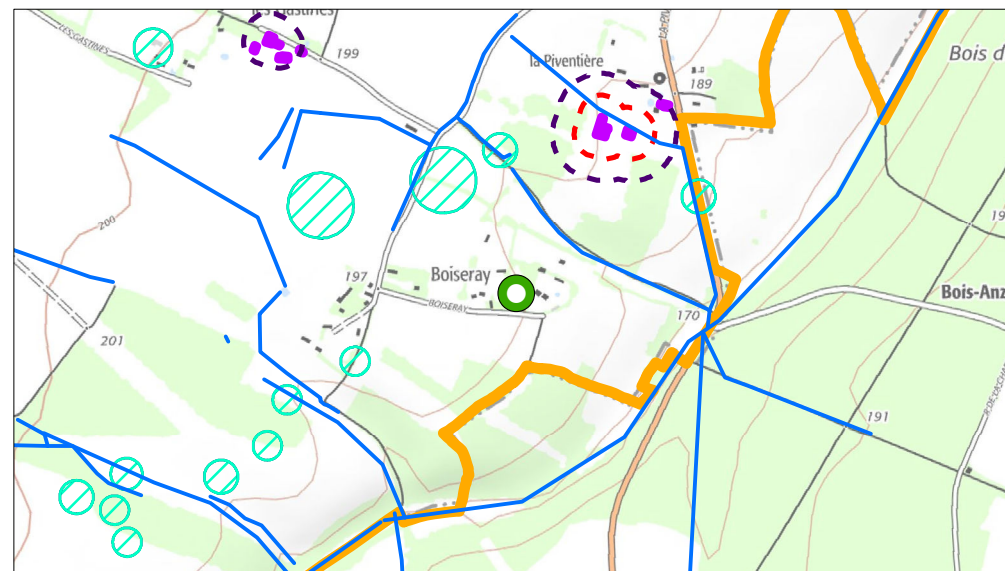 les Gastines
LES GASTINES
199
la Piventière
189
Bois d'
200
197
Boiseray
BOISERAY
170
Bois-Anz
201
191